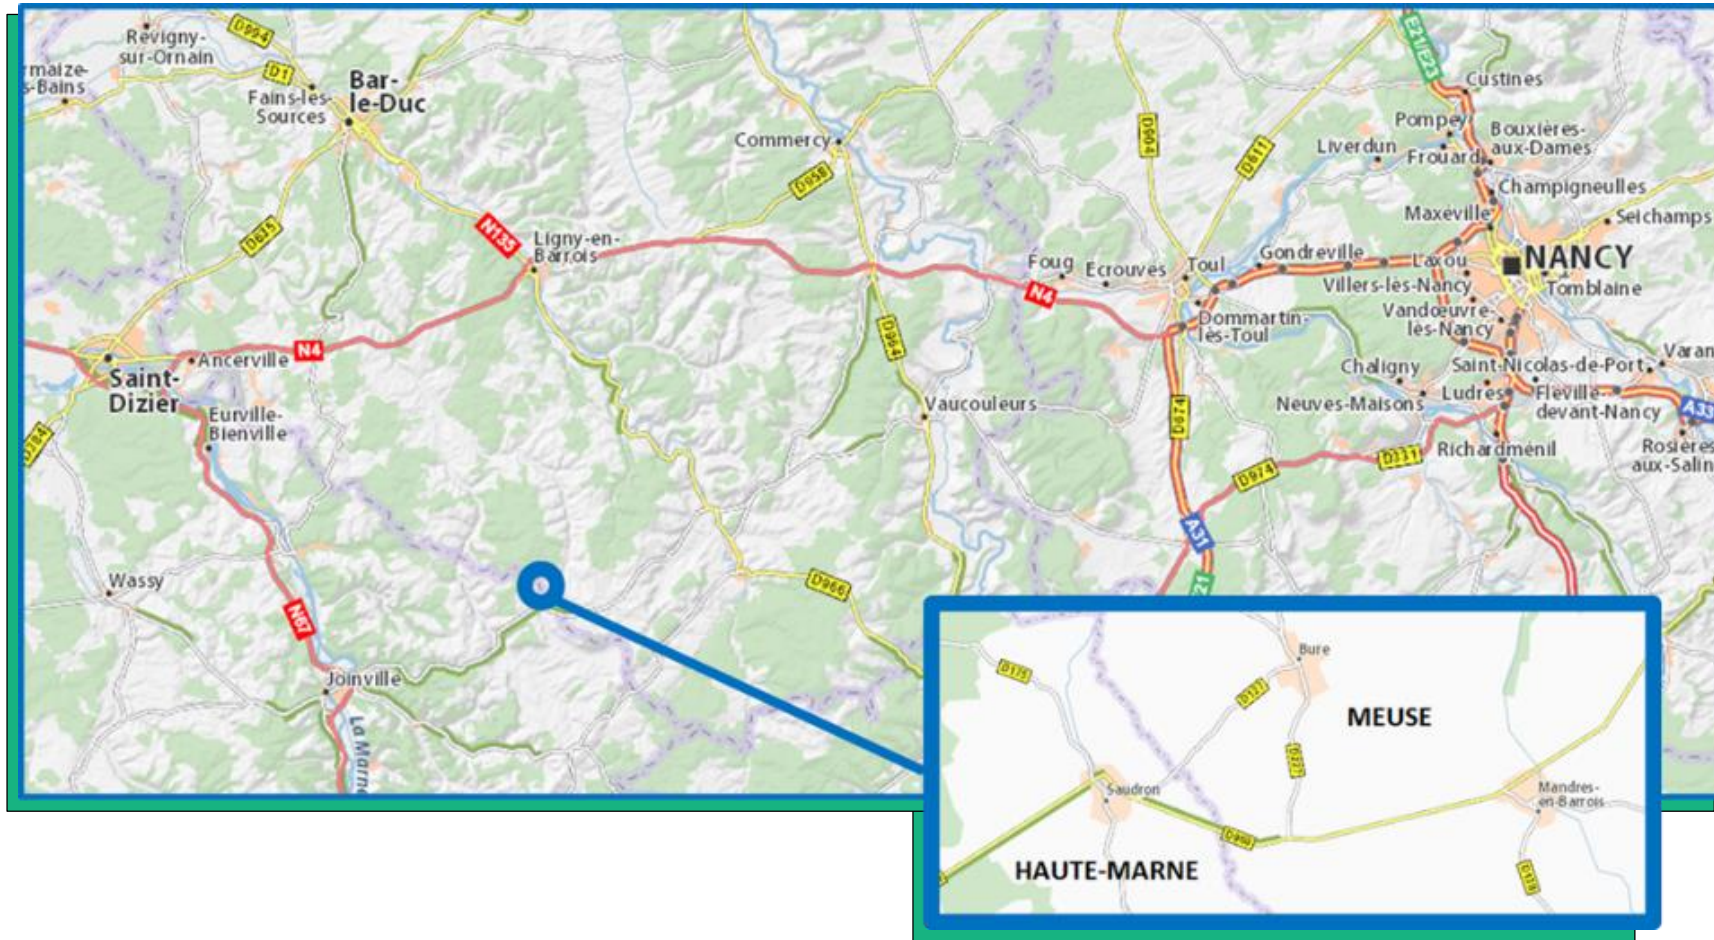 D994
Revigny-
sur-Ornain
rmaize-
s-Bains
D1
Fains-lès-
Sources
Bar-
le-Duc
Commercy
D958
D904
D611
E21/E23
Custines
Pompey
Bouxières-
aux-Dames
Liverdun
Frouard
Champigneulles
Maxéville
Seichamps
D635
N135
Ligny-en-
Barrois
Foug
Ecrouves
Toul
Gondreville
Laxou
NANCY
Villers-lès-Nancy
Tomblaine
N4
Dommartin-
lès-Toul
Vandœuvre-
lès-Nancy
D964
Ancerville
N4
Saint-
Dizier
Chaligny
Saint-Nicolas-de-Port
Varan
Neuves-Maisons
Ludres
Fléville-
devant-Nancy
A33
Eurville-
Bienville
Vaucouleurs
D674
D384
Richardménil
Rosières
aux-Salin
D331
D974
A31
Wassy
D966
21
N67
Joinville
La Marne
Bure
D175
D127
MEUSE
D227
Saudron
Mandres-
en-Barrois
D960
HAUTE-MARNE
D138